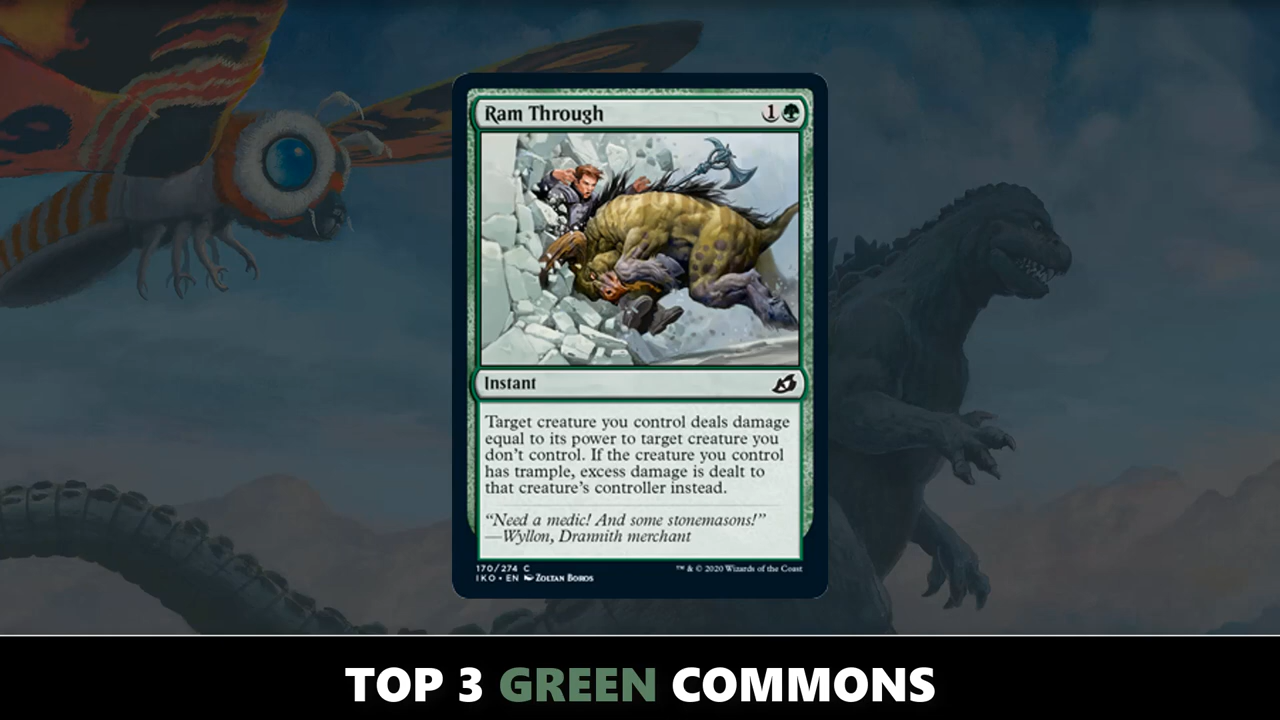 Ram Through 1
Instant
Target creature you control deals damage
equal to its power to target creature you
don't control. If the creature you control
has trample, excess damage is dealt to
that creature's controller instead.
"Need a medic! And some stonemasons!"
—Wyllon, Drannith merchant
170/274 C
IKO • EN Zoltan Boros
™ & © 2020 Wizards of the Coast
TOP 3 GREEN COMMONS